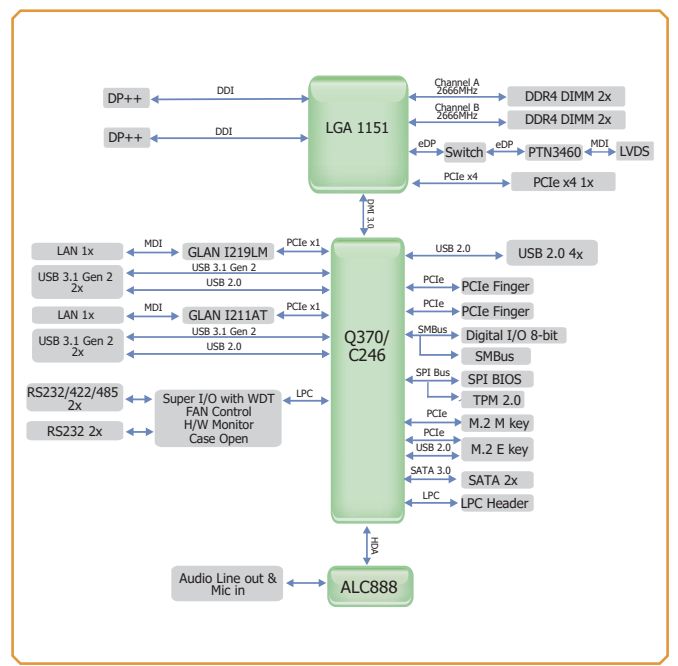 DP++
DDI
DP++
DDI
LGA 1151
Channel A
2666MHz
DDR4 DIMM 2x
Channel B
2666MHz
DDR4 DIMM 2x
eDP
Switch
eDP
PTN3460
MDI
LVDS
PCIe x4
PCIe x4 1x
DMI 3.0
LAN 1x
MDI
GLAN I219LM
PCIe x1
USB 3.1 Gen 2
2x
USB 3.1 Gen 2
USB 2.0
LAN 1x
MDI
GLAN I211AT
PCIe x1
USB 3.1 Gen 2
2x
USB 3.1 Gen 2
USB 2.0
RS232/422/485
2x
RS232 2x
Super I/O with WDT
FAN Control
H/W Monitor
Case Open
LPC
Q370/
C246
USB 2.0
USB 2.0 4x
PCIe
PCIe Finger
PCIe
PCIe Finger
SMBus
Digital I/O 8-bit
SMBus
SPI Bus
SPI BIOS
TPM 2.0
PCIe
M.2 M key
PCIe
USB 2.0
M.2 E key
SATA 3.0
SATA 2x
LPC
LPC Header
HDA
Audio Line out &
Mic in
ALC888